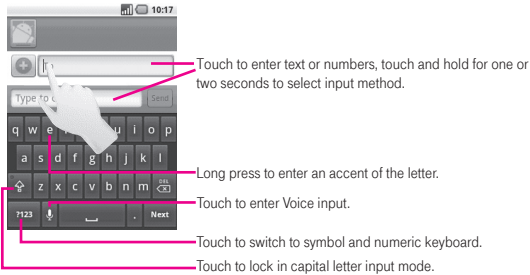 10:17
To
Touch to enter text or numbers, touch and hold for one or
two seconds to select input method.
Type to
Send
q w e u i o p
a s d f g h j k l
Long press to enter an accent of the letter.
z x c v b n m DEL
Touch to enter Voice input.
?123 . Next
Touch to switch to symbol and numeric keyboard.
Touch to lock in capital letter input mode.